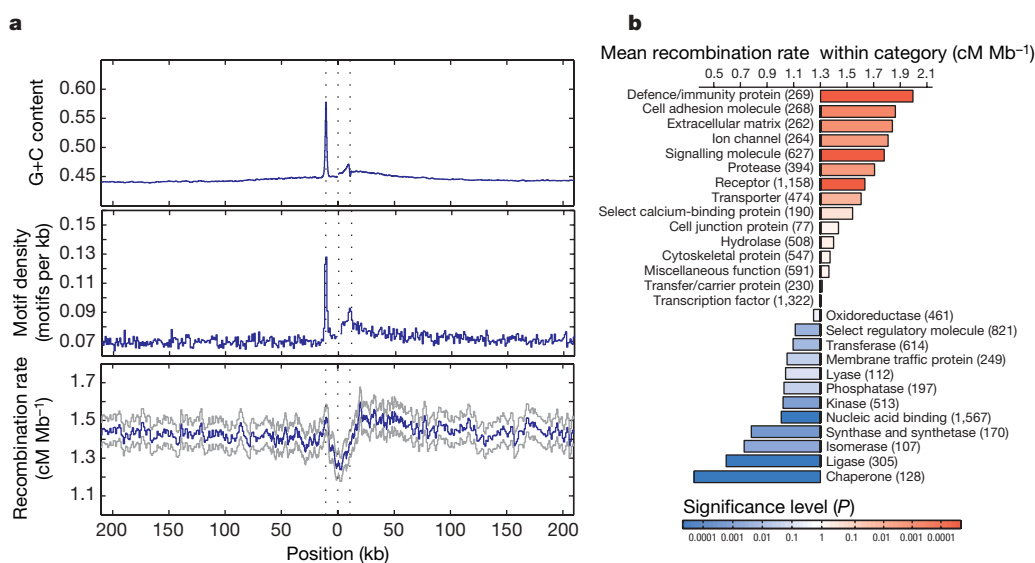 a
G+C content
0.60
0.55
0.50
0.45
Motif density
(motifs per kb)
0.15
0.13
0.11
0.09
0.07
Recombination rate
(cM Mb–1)
1.7
1.5
1.3
1.1
200 150 100 50 0 50 100 150 200
Position (kb)
b
Mean recombination rate within category (cM Mb–1)
0.5 0.7 0.9 1.1 1.3 1.5 1.7 1.9 2.1
Defence/immunity protein (269)
Cell adhesion molecule (268)
Extracellular matrix (262)
Ion channel (264)
Signalling molecule (627)
Protease (394)
Receptor (1,158)
Transporter (474)
Select calcium-binding protein (190)
Cell junction protein (77)
Hydrolase (508)
Cytoskeletal protein (547)
Miscellaneous function (591)
Transfer/carrier protein (230)
Transcription factor (1,322)
Oxidoreductase (461)
Select regulatory molecule (821)
Transferase (614)
Membrane traffic protein (249)
Lyase (112)
Phosphatase (197)
Kinase (513)
Nucleic acid binding (1,567)
Synthase and synthetase (170)
Isomerase (107)
Ligase (305)
Chaperone (128)
Significance level (P)
0.0001 0.001 0.01 0.1 1 0.1 0.01 0.001 0.0001